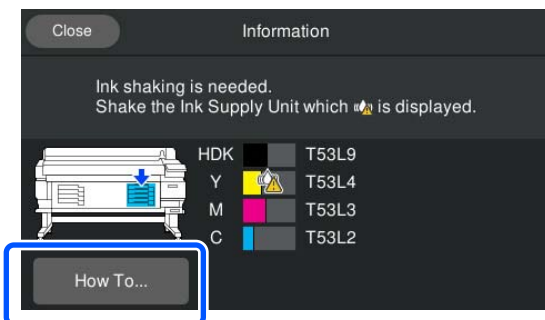 Close
Information
Ink shaking is needed.
Shake the Ink Supply Unit which is displayed.
HDK T53L9
Y T53L4
M T53L3
C T53L2
How To...